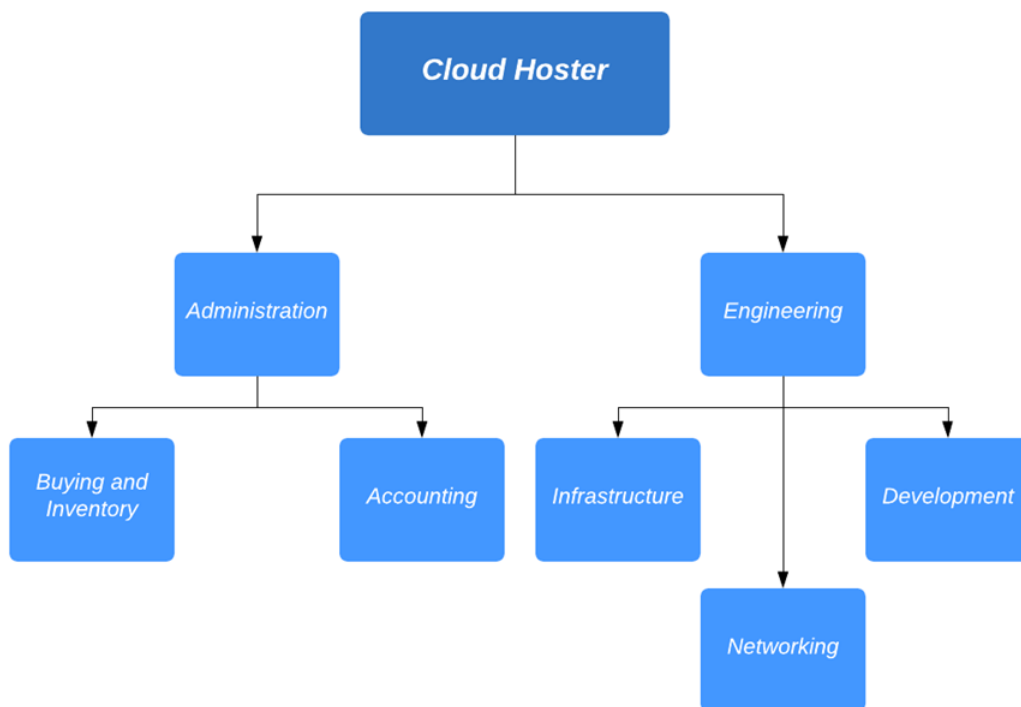 Cloud Hoster
Administration
Engineering
Buying and
Inventory
Accounting
Infrastructure
Development
Networking